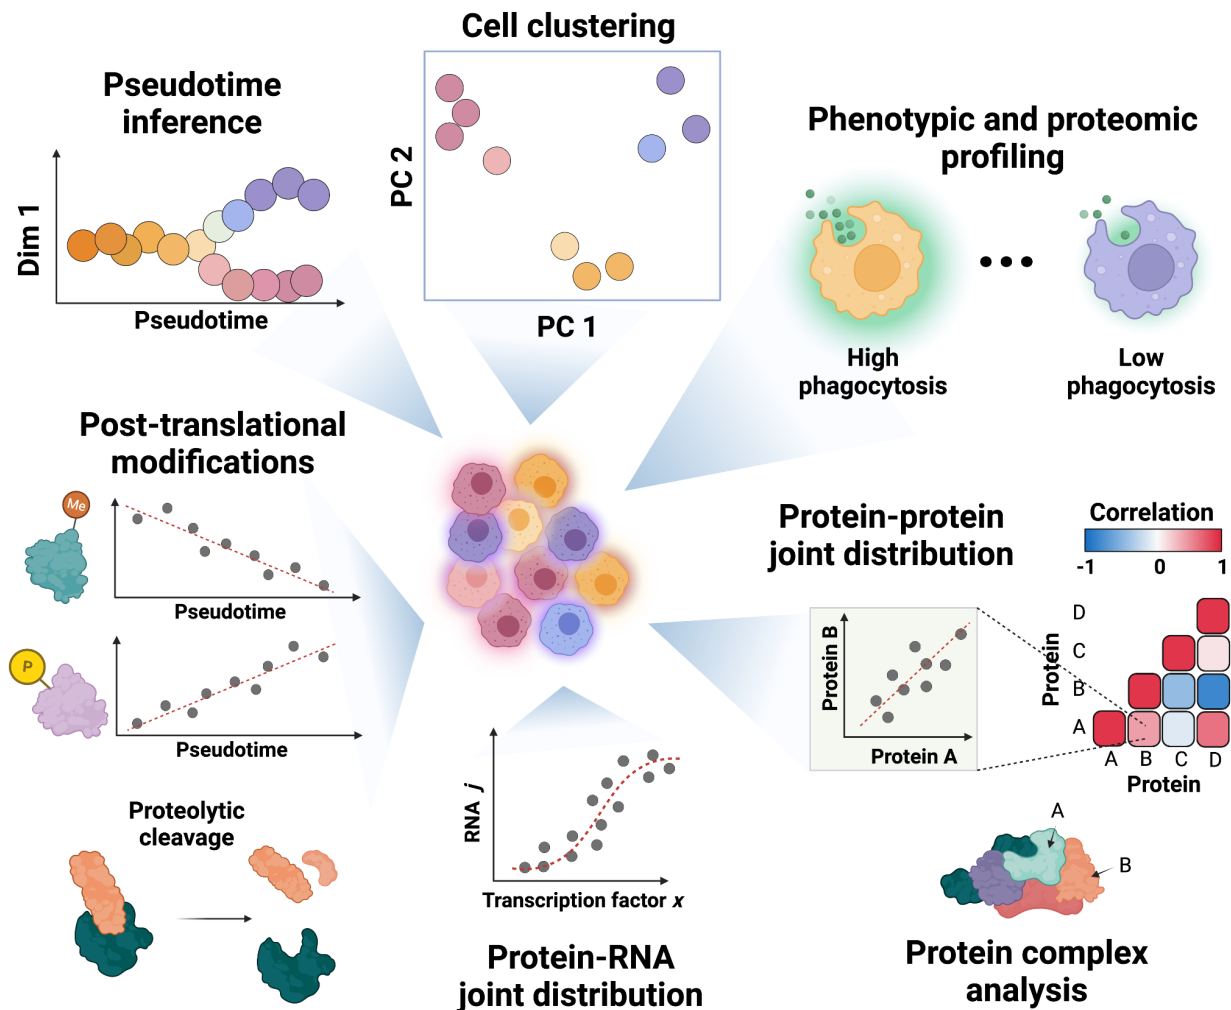 Cell clustering
PC 2
PC 1
Pseudotime
inference
Dim 1
Pseudotime
Phenotypic and proteomic
profiling
High
phagocytosis
Low
phagocytosis
Post-translational
modifications
Me
Pseudotime
P
Pseudotime
Proteolytic
cleavage
Protein-protein
joint distribution
Correlation
-1 0 1
Protein B
Protein A
Protein
D
C
B
A
A B C D
Protein
RNA j
Transcription factor x
Protein-RNA
joint distribution
A
B
Protein complex
analysis